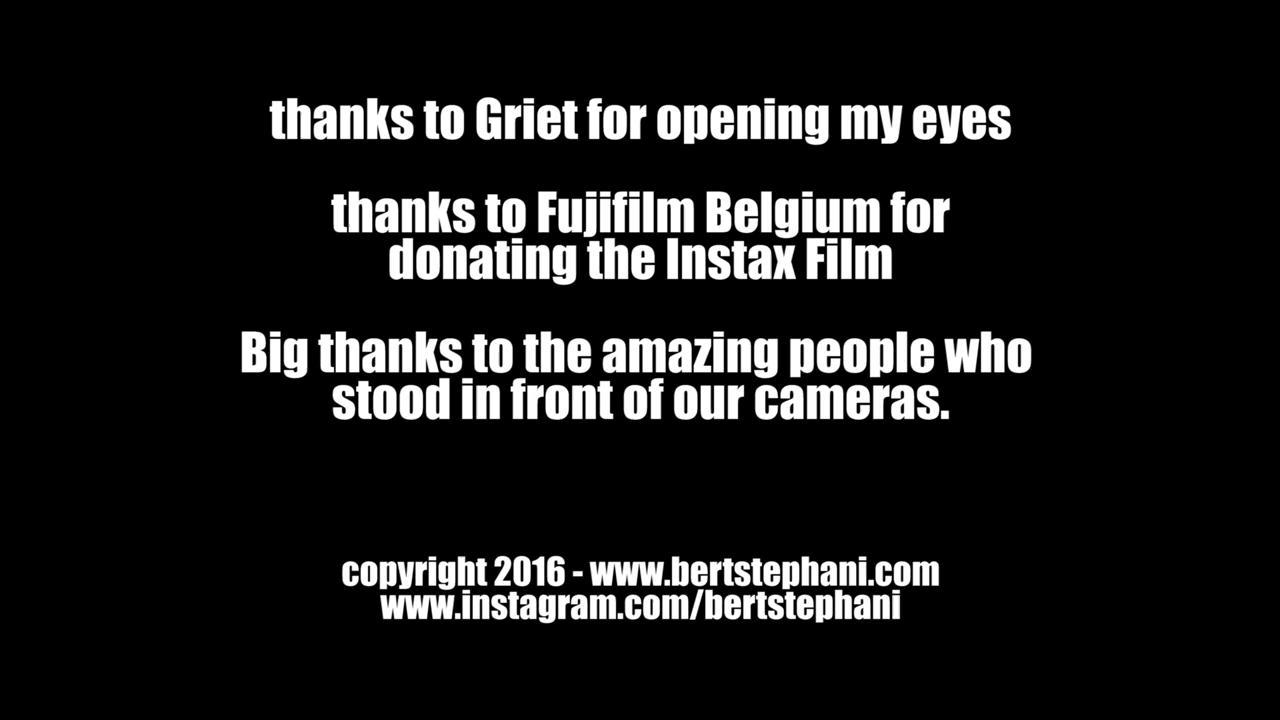 thanks to Griet for opening my eyes
thanks to Fujifilm Belgium for
donating the Instax Film
Big thanks to the amazing people who
stood in front of our cameras.
copyright 2016 - www.bertstephani.com
www.instagram.com/bertstephani